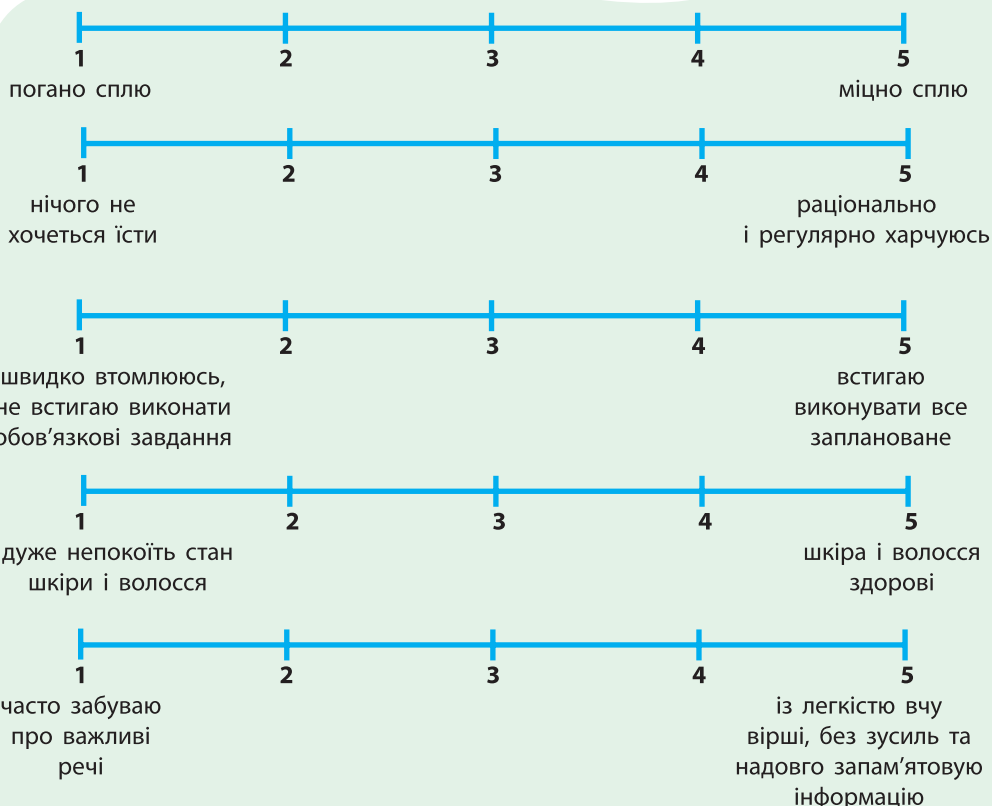 1 2 3 4 5
погано сплю міцно сплю
1 2 3 4 5
нічого не раціонально
хочеться їсти і регулярно харчуюсь
1 2 3 4 5
швидко втомлююсь, встигаю
не встигаю виконати виконувати все
обов’язкові завдання заплановане
1 2 3 4 5
дуже непокоїть стан шкіра і волосся
шкіри і волосся здорові
1 2 3 4 5
часто забуваю із легкістю вчу
про важливі вірші, без зусиль та
речі надовго запам’ятовую
інформацію